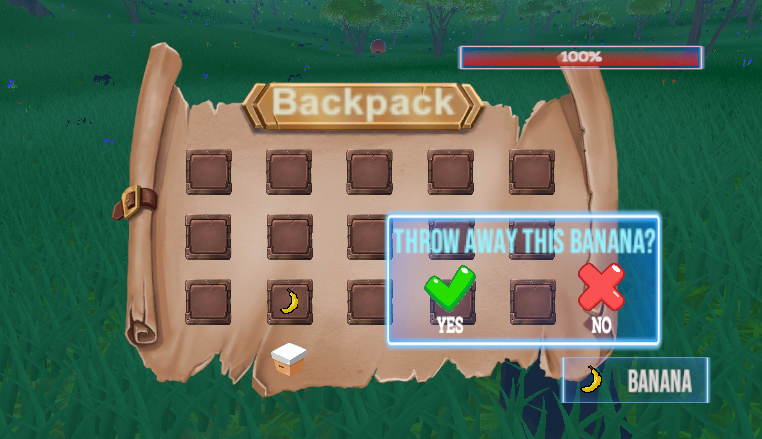 100%
Backpack
THROW AWAY THIS BANANA?
YES
NO
BANANA